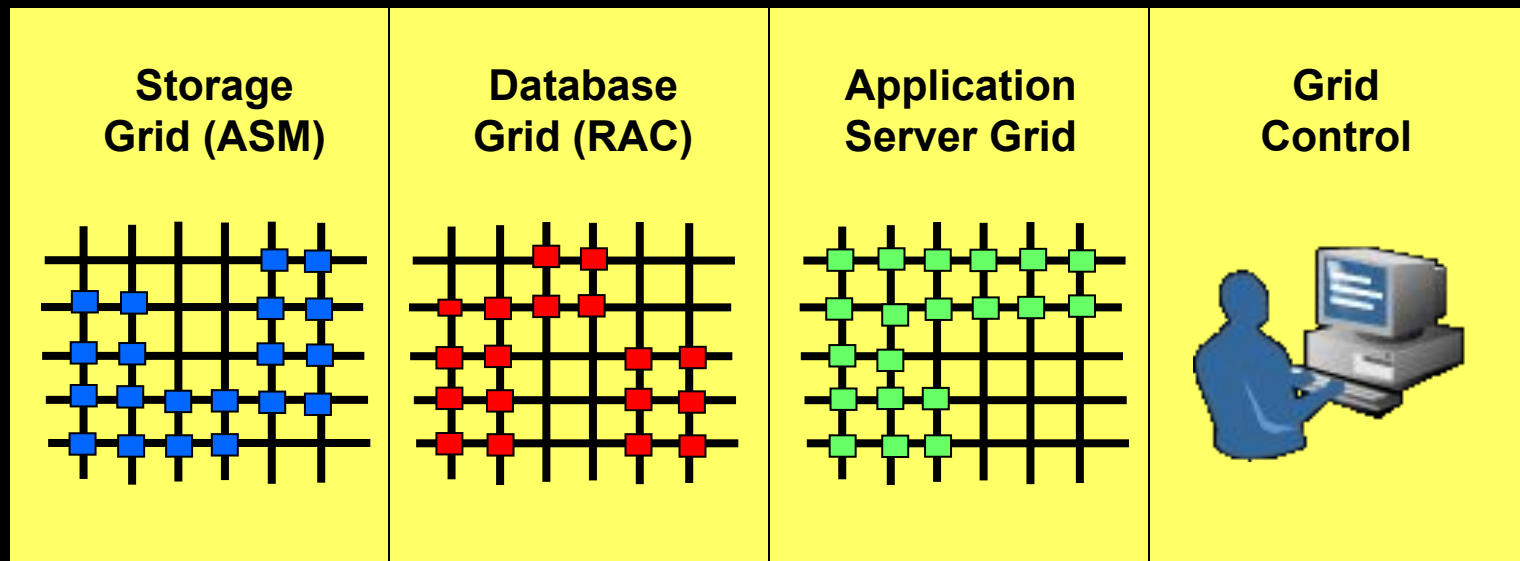 Storage
Grid (ASM)
Database
Grid (RAC)
Application
Server Grid
Grid
Control